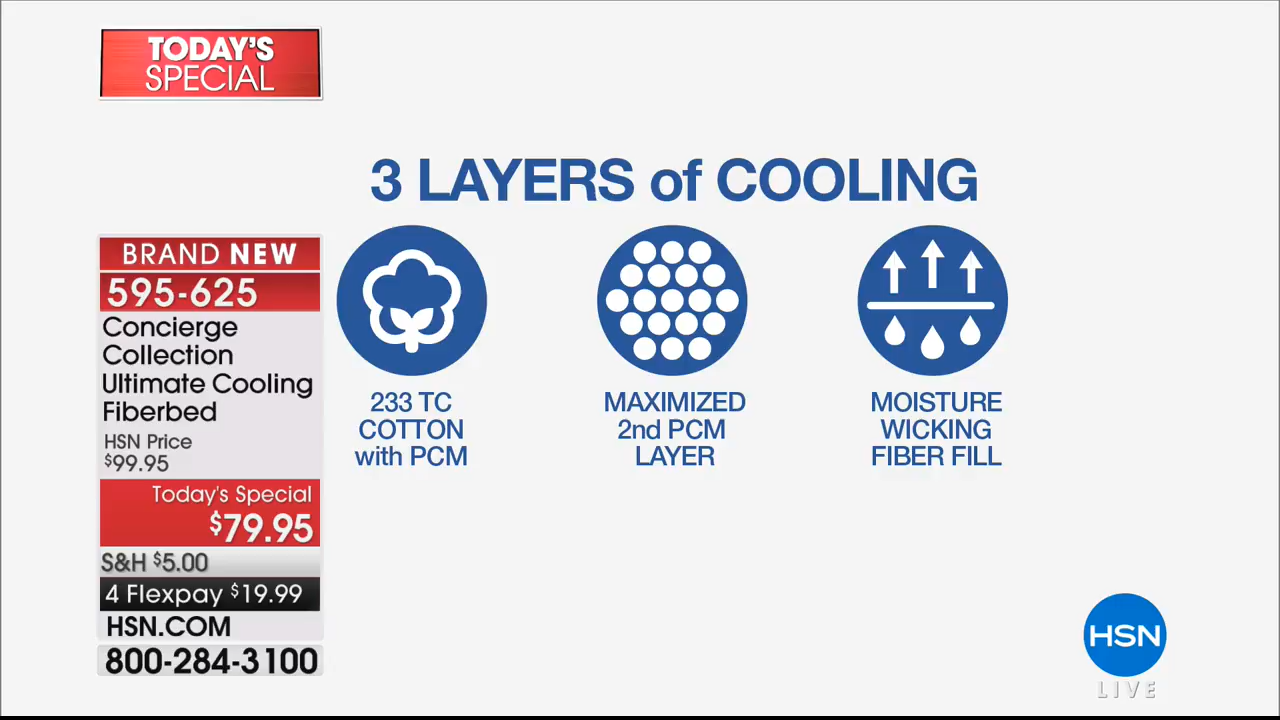 TODAY'S
SPECIAL
3 LAYERS of COOLING
BRAND NEW
595-625
Concierge
Collection
Ultimate Cooling
Fiberbed
HSN Price
$99.95
Today's Special
$79.95
S&H $5.00
4 Flexpay $19.99
HSN.COM
800-284-3100
233 TC
COTTON
with PCM
MAXIMIZED
2nd PCM
LAYER
MOISTURE
WICKING
FIBER FILL
HSN
LIVE